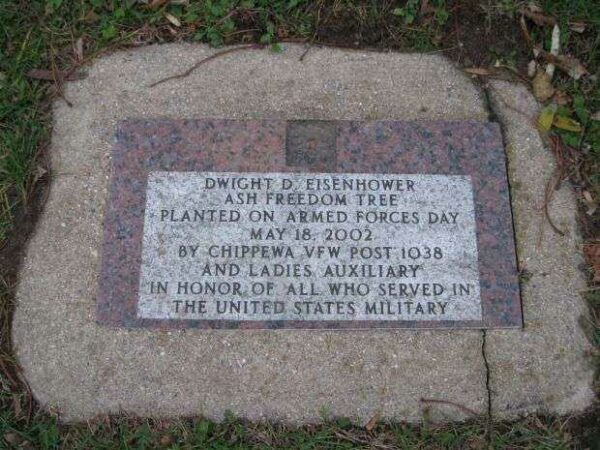 DWIGHT D. EISENHOWER
ASH FREEDOM TREE
PLANTED ON ARMED FORCES DAY
MAY 18, 2002
BY CHIPPEWA VFW POST 1038
AND LADIES AUXILIARY
IN HONOR OF ALL WHO SERVED IN
THE UNITED STATES MILITARY